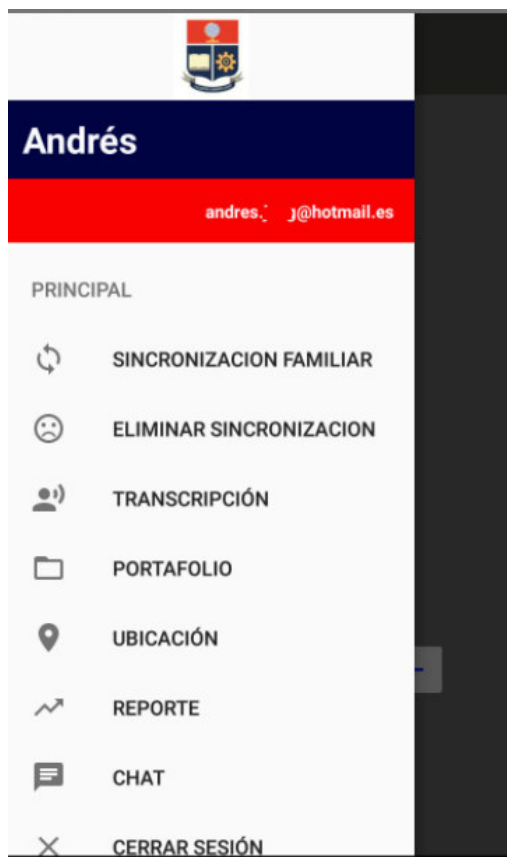 Andrés
PRINCIPAL
SINCRONIZACION FAMILIAR
ELIMINAR SINCRONIZACION
TRANSCRIPCIÓN
PORTAFOLIO
UBICACIÓN
REPORTE
CHAT
CERRAR SESIÓN